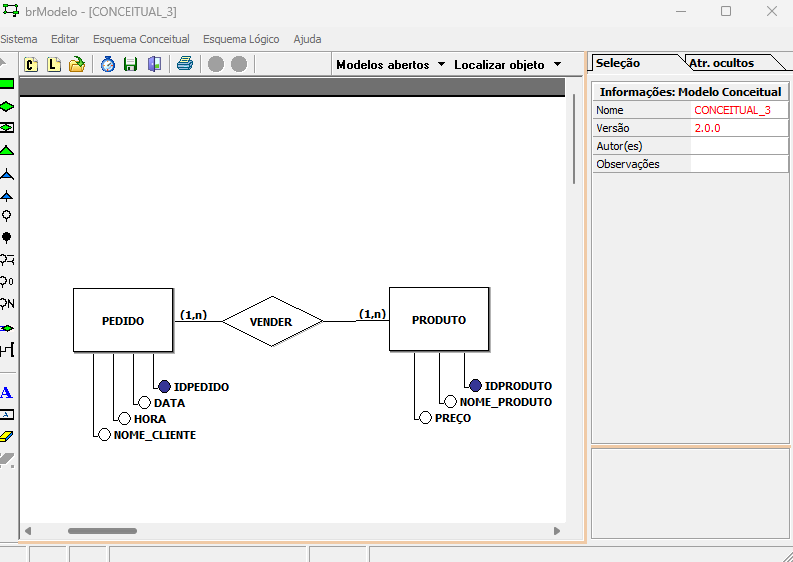 brModelo - [CONCEITUAL_3]
Sistema Editar Esquema Conceitual Esquema Lógico Ajuda
C L Modelos abertos Localizar objeto
Seleção Atr. ocultos
Informações: Modelo Conceitual
Nome CONCEITUAL_3
Versão 2.0.0
Autor(es)
Observações
PEDIDO (1,n) VENDER (1,n) PRODUTO
IDPEDIDO
DATA
HORA
NOME_CLIENTE
IDPRODUTO
NOME_PRODUTO
PREÇO
0
N
A
A